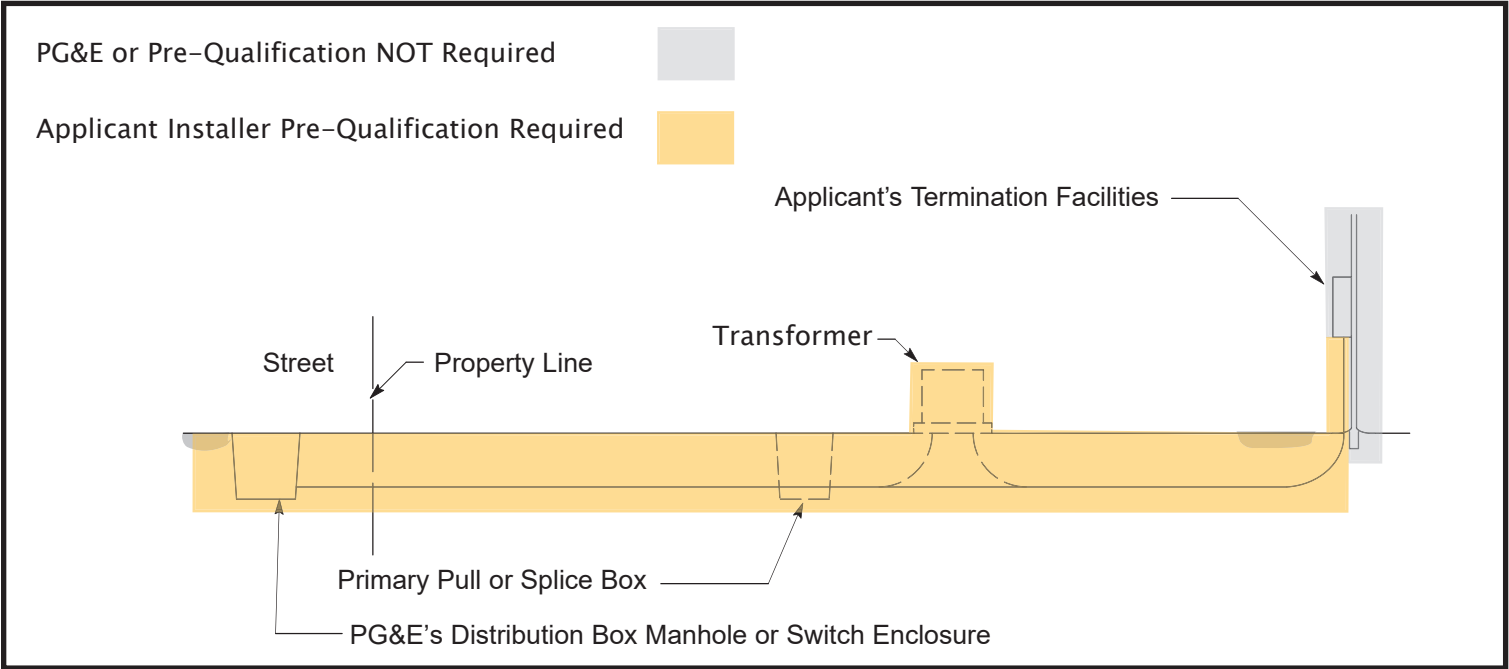 PG&E or Pre–Qualification NOT Required
Applicant Installer Pre–Qualification Required
Applicant’s Termination Facilities
Transformer
Street
Property Line
Primary Pull or Splice Box
PG&E’s Distribution Box Manhole or Switch Enclosure